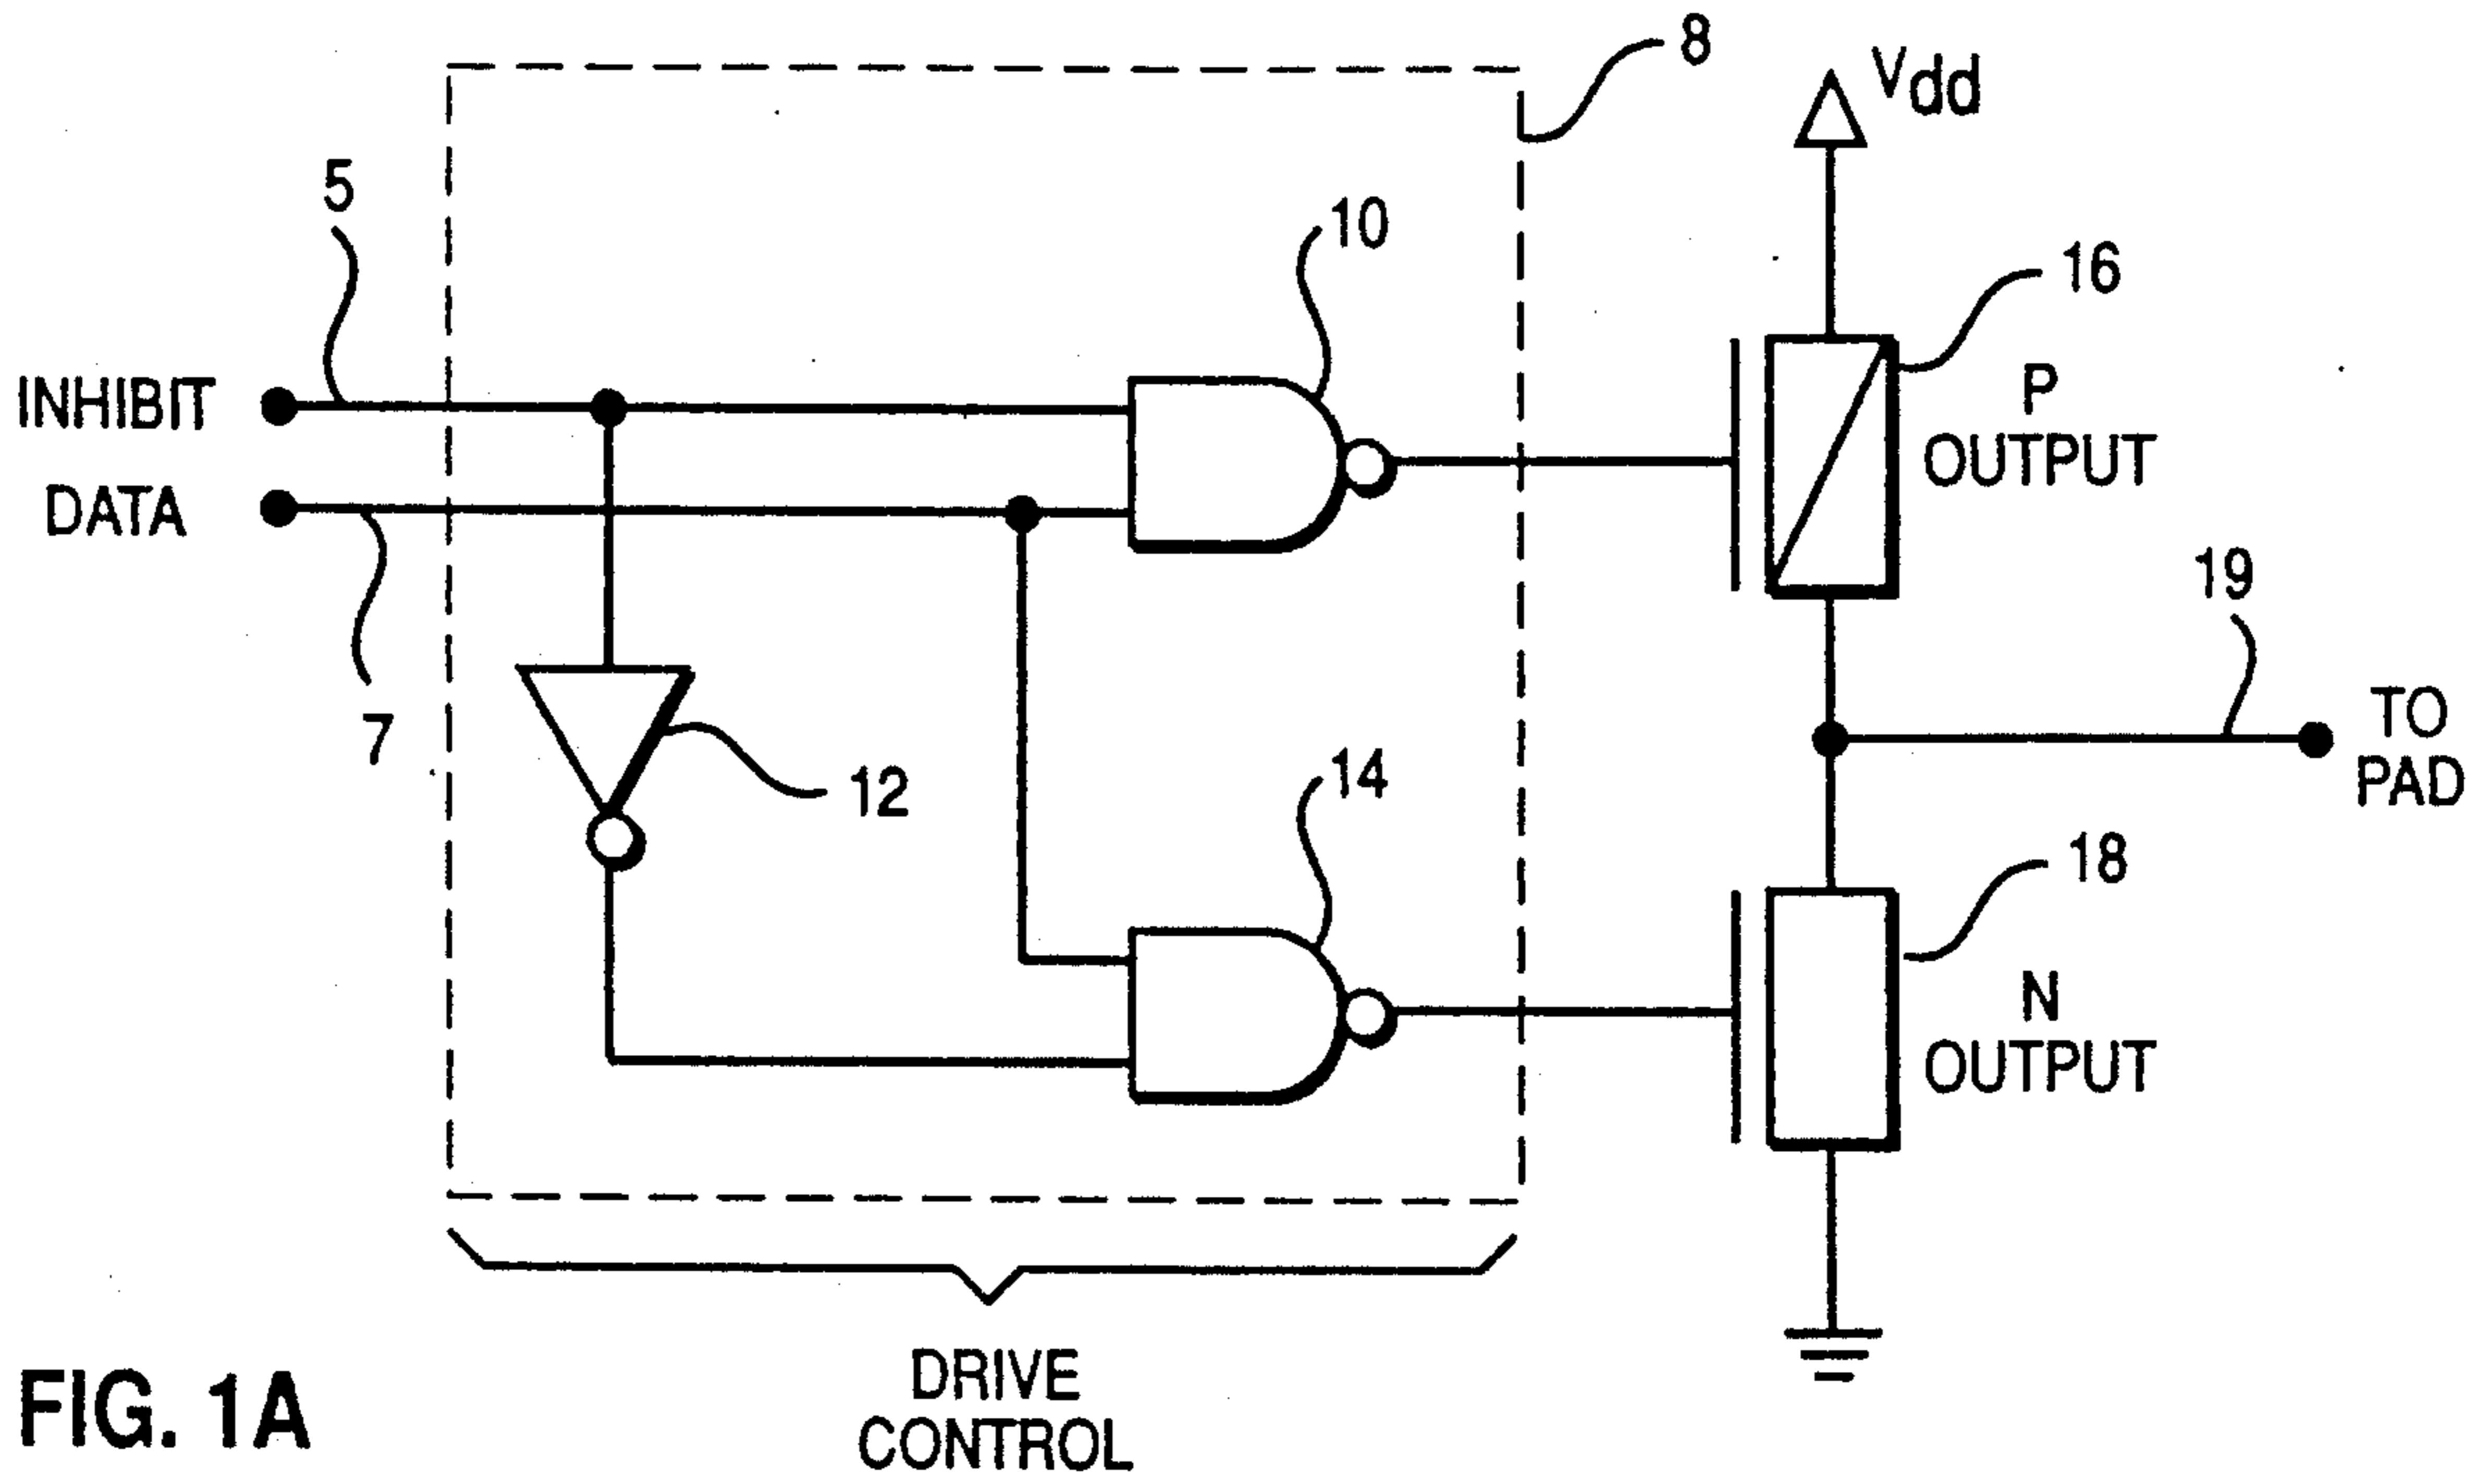 8
Vdd
5
10
16
INHIBIT
P
OUTPUT
DATA
19
7
12
14
TO
PAD
18
N
OUTPUT
DRIVE
CONTROL
FIG. 1A